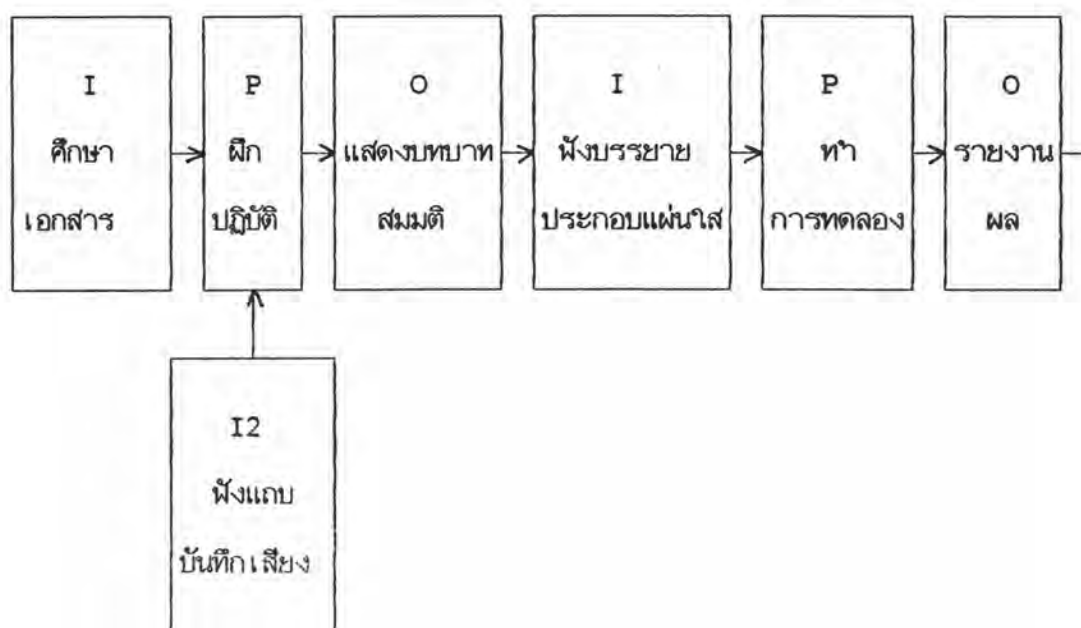 I
ศึกษา
เอกสาร
P
ฝึก
ปฏิบัติ
O
แสดงบทบาท
สมมติ
I
ฟังบรรยาย
ประกอบแผ่นใส
P
ทำ
การทดลอง
O
รายงาน
ผล
I2
ฟังแถบ
บันทึกเสียง